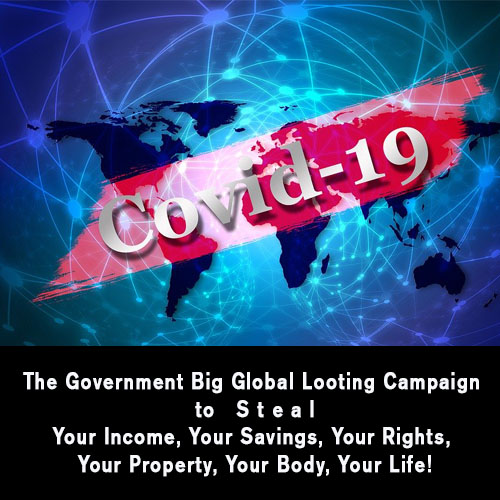 Covid-19
The Government Big Global Looting Campaign
to Steal
Your Income, Your Savings, Your Rights,
Your Property, Your Body, Your Life!